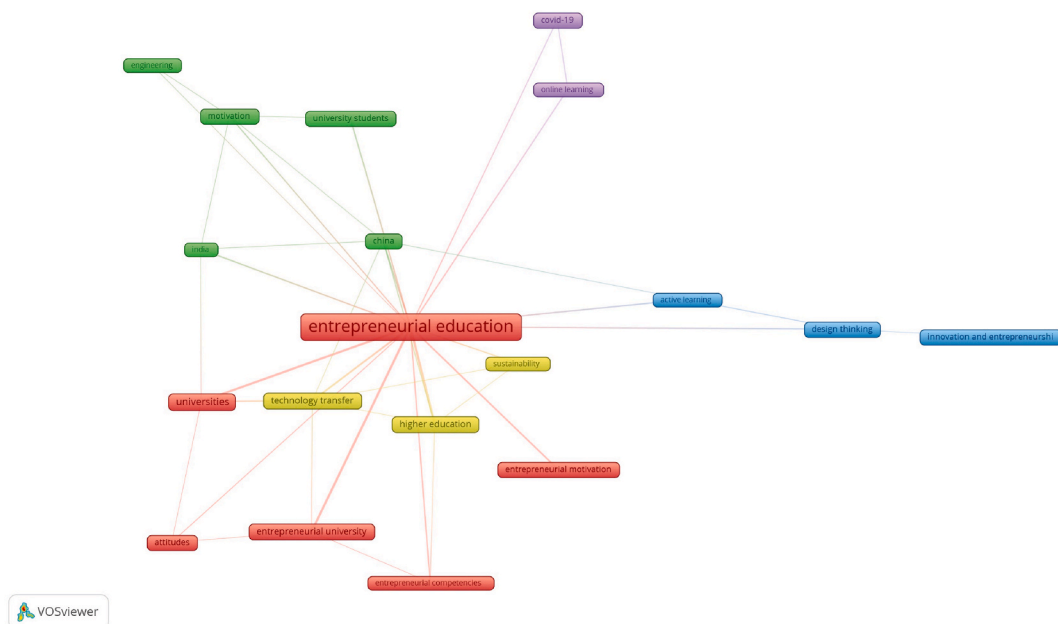 covid-19
engineering
online learning
motivation
university students
china
india
active learning
entrepreneurial education
design thinking
innovation and entrepreneurshi
sustainability
universities
technology transfer
higher education
entrepreneurial motivation
entrepreneurial university
attitudes
entrepreneurial competencies
VOSviewer